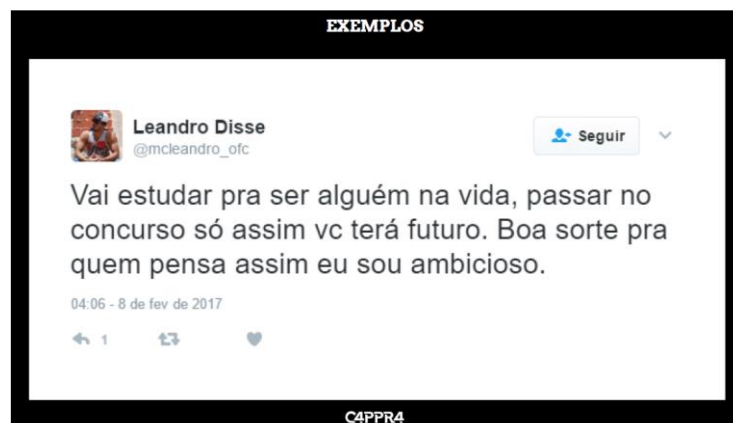 EXEMPLOS
Leandro Disse
@mcleandro_ofc
Seguir
Vai estudar pra ser alguém na vida, passar no
concurso só assim vc terá futuro. Boa sorte pra
quem pensa assim eu sou ambicioso.
04:06 - 8 de fev de 2017
1
C4PPR4